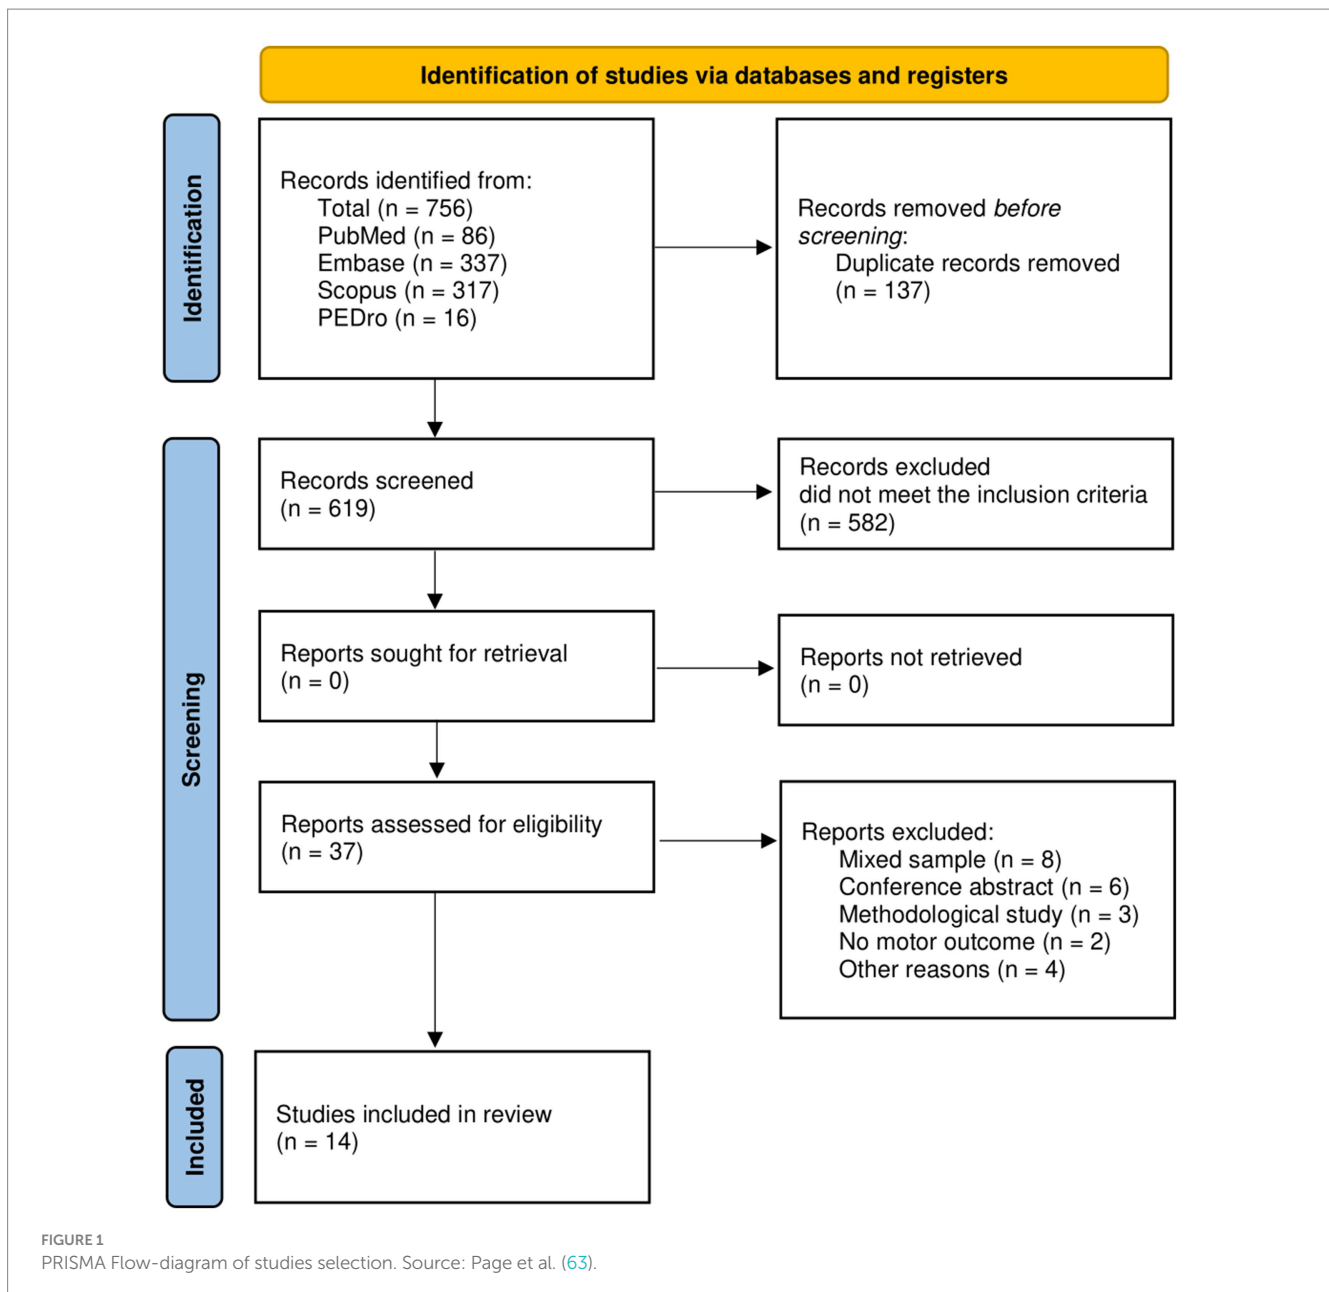 Identification of studies via databases and registers
Identification
Records identified from:
Total (n = 756)
PubMed (n = 86)
Embase (n = 337)
Scopus (n = 317)
PEDro (n = 16)
Records removed before
screening:
Duplicate records removed
(n = 137)
Screening
Records screened
(n = 619)
Records excluded
did not meet the inclusion criteria
(n = 582)
Reports sought for retrieval
(n = 0)
Reports not retrieved
(n = 0)
Reports assessed for eligibility
(n = 37)
Reports excluded:
Mixed sample (n = 8)
Conference abstract (n = 6)
Methodological study (n = 3)
No motor outcome (n = 2)
Other reasons (n = 4)
Included
Studies included in review
(n = 14)
FIGURE 1
PRISMA Flow-diagram of studies selection. Source: Page et al. (63).